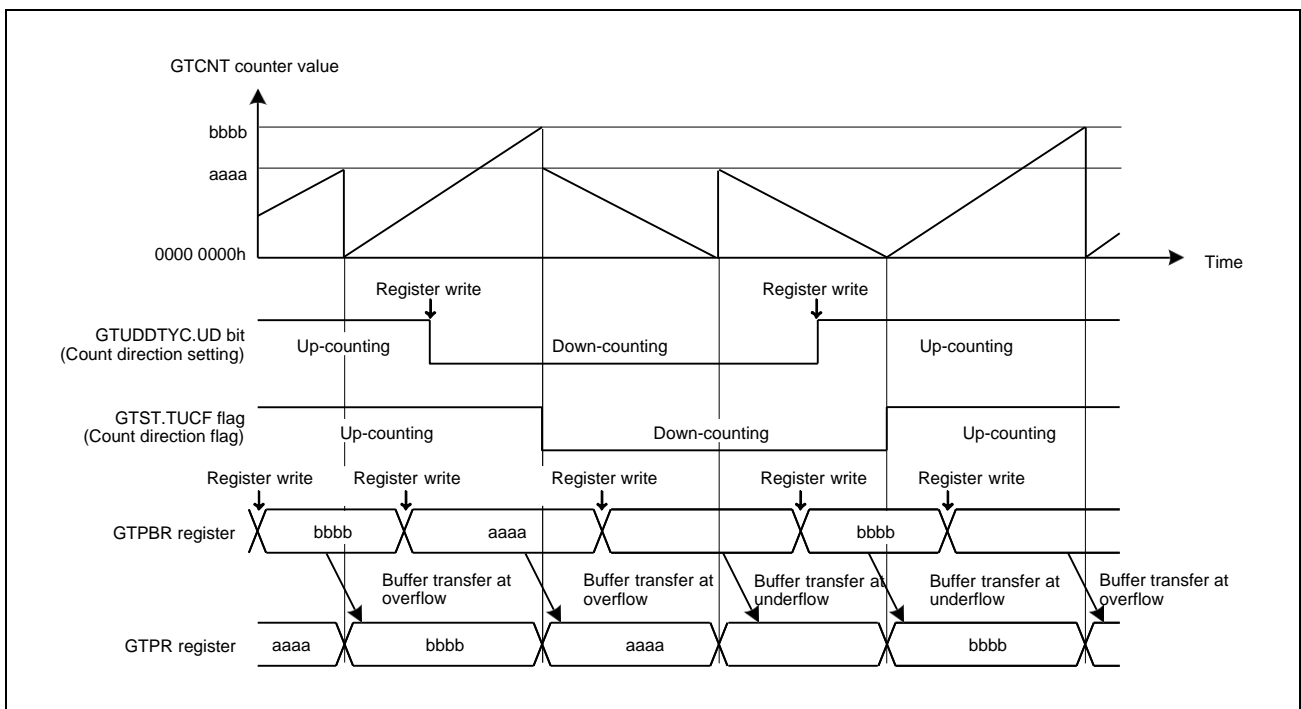 GTCNT counter value
bbbb
aaaa
0000 0000h
Time
Register write
Register write
GTUDDTYC.UD bit
(Count direction setting)
Up-counting
Down-counting
Up-counting
GTST.TUCF flag
(Count direction flag)
Up-counting
Down-counting
Up-counting
Register write
Register write
Register write
Register write
Register write
GTPBR register
bbbb
aaaa
bbbb
Buffer transfer at
overflow
Buffer transfer at
overflow
Buffer transfer at
underflow
Buffer transfer at
underflow
Buffer transfer at
overflow
GTPR register
aaaa
bbbb
aaaa
bbbb